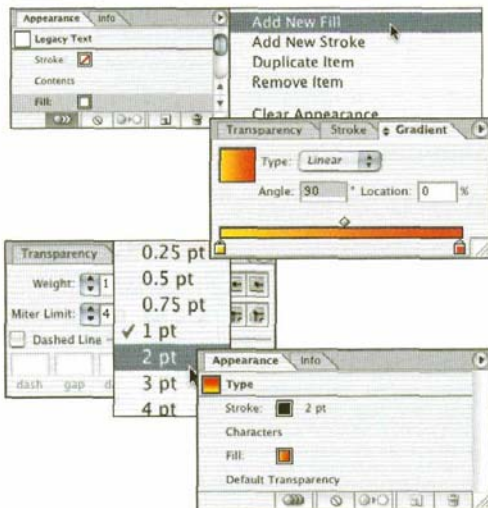 Appearance Info
Legacy Text
Stroke:
Contents
Fill:
Add New Fill
Add New Stroke
Duplicate Item
Remove Item
Clear Appearance
Transparency Stroke Gradient
Type: Linear
Angle: 90 ° Location: 0 %
Transparency
Weight: 1
Miter Limit: 4
Dashed Line
dash gap d
0.25 pt
0.5 pt
0.75 pt
✓ 1 pt
2 pt
3 pt
4 pt
Appearance Info
Type
Stroke: 2 pt
Characters
Fill:
Default Transparency